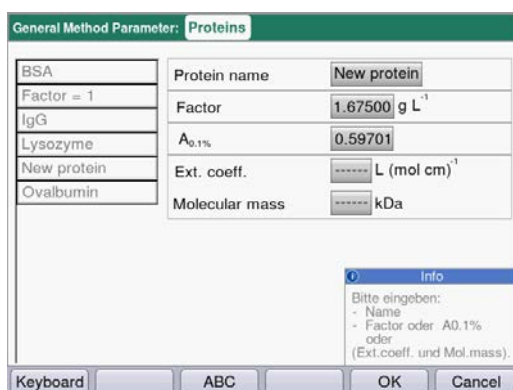 General Method Parameter: Proteins
BSA
Factor = 1
IgG
Lysozyme
New protein
Ovalbumin
Protein name New protein
Factor 1.67500 g L⁻¹
A₀.₁% 0.59701
Ext. coeff. ------ L (mol cm)⁻¹
Molecular mass ------ kDa
Info
Bitte eingeben:
- Name
- Factor oder A0.1%
oder
(Ext.coeff. und Mol.mass).
Keyboard ABC OK Cancel